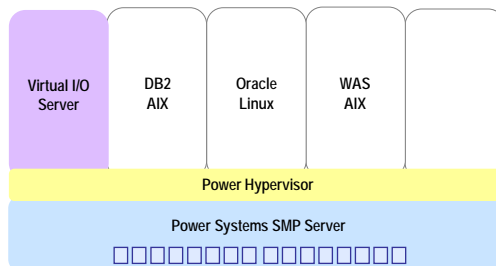 Virtual I/O
Server
DB2
AIX
Oracle
Linux
WAS
AIX
Power Hypervisor
Power Systems SMP Server